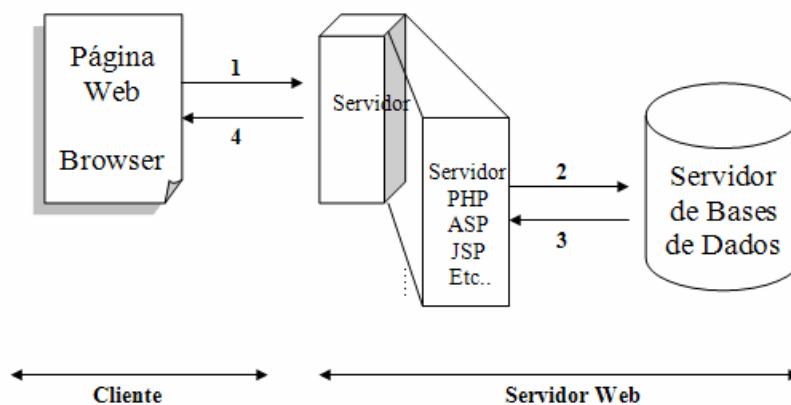 Página
Web
Browser
1
4
Servidor
Servidor
PHP
ASP
JSP
Etc..
2
3
Servidor
de Bases
de Dados
Cliente
Servidor Web